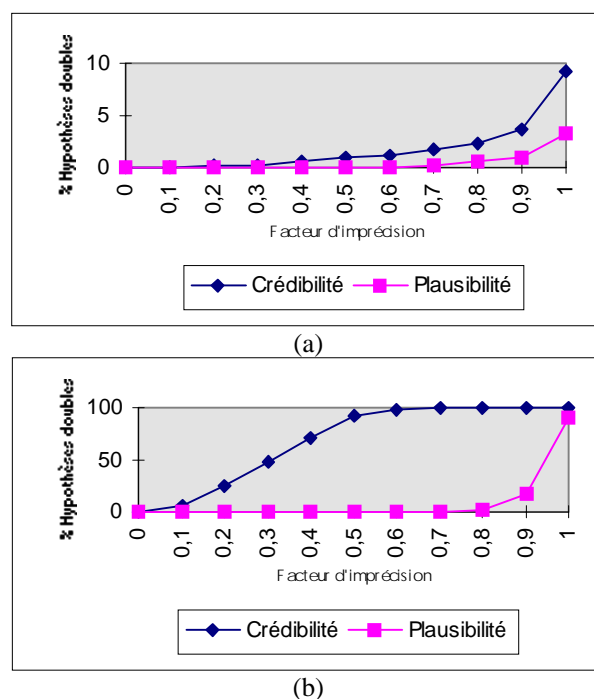 % Hypothèses doubles
10
5
0
0 0,1 0,2 0,3 0,4 0,5 0,6 0,7 0,8 0,9 1
Facteur d'imprécision
Crédibilité Plausibilité
(a)
% Hypothèses doubles
100
50
0
0 0,1 0,2 0,3 0,4 0,5 0,6 0,7 0,8 0,9 1
Facteur d'imprécision
Crédibilité Plausibilité
(b)